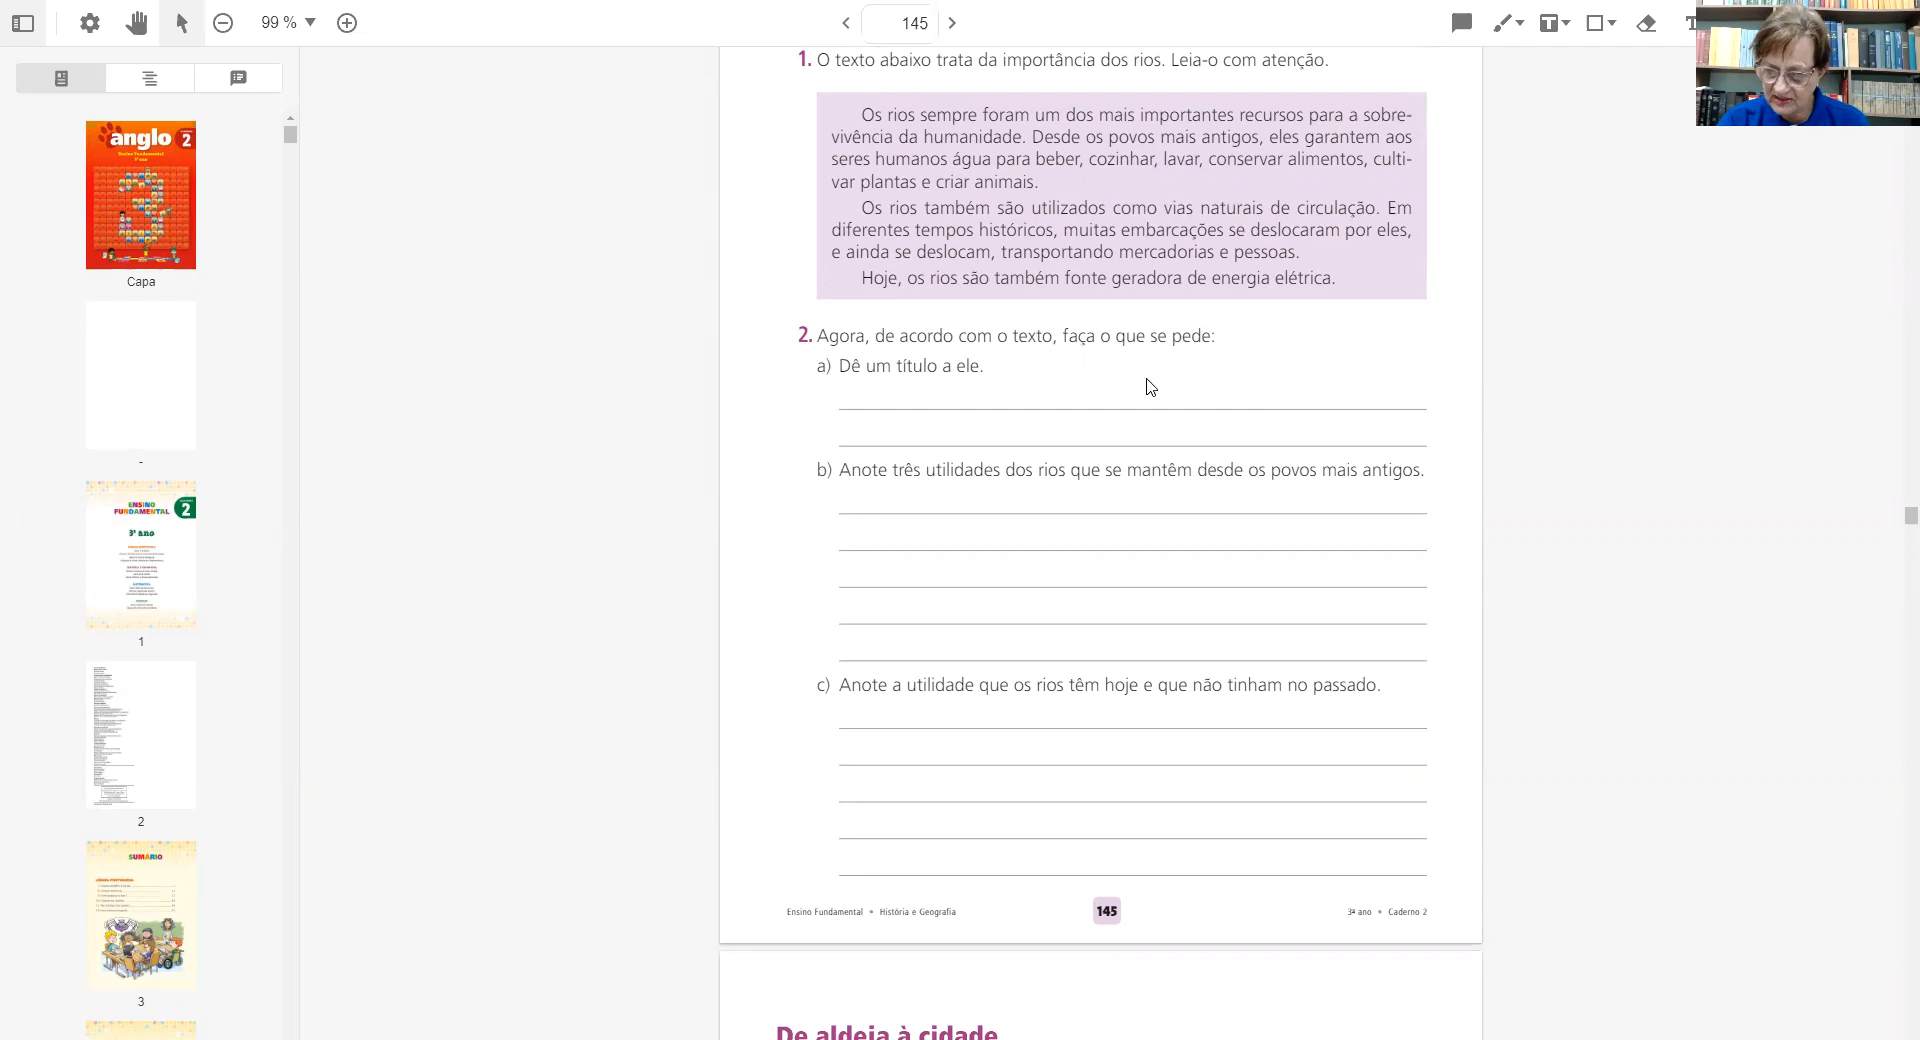 99 %
145
1. O texto abaixo trata da importância dos rios. Leia-o com atenção.
Os rios sempre foram um dos mais importantes recursos para a sobre-
vivência da humanidade. Desde os povos mais antigos, eles garantem aos
seres humanos água para beber, cozinhar, lavar, conservar alimentos, culti-
var plantas e criar animais.
Os rios também são utilizados como vias naturais de circulação. Em
diferentes tempos históricos, muitas embarcações se deslocaram por eles,
e ainda se deslocam, transportando mercadorias e pessoas.
Hoje, os rios são também fonte geradora de energia elétrica.
2. Agora, de acordo com o texto, faça o que se pede:
a) Dê um título a ele.
b) Anote três utilidades dos rios que se mantêm desde os povos mais antigos.
c) Anote a utilidade que os rios têm hoje e que não tinham no passado.
Ensino Fundamental • História e Geografia
145
3º ano • Caderno 2
De aldeia à cidade
anglo 2
Ensino Fundamental
3º ano
Capa
-
ENSINO
FUNDAMENTAL
2
3º ano
1
2
SUMÁRIO
LÍNGUA PORTUGUESA
3